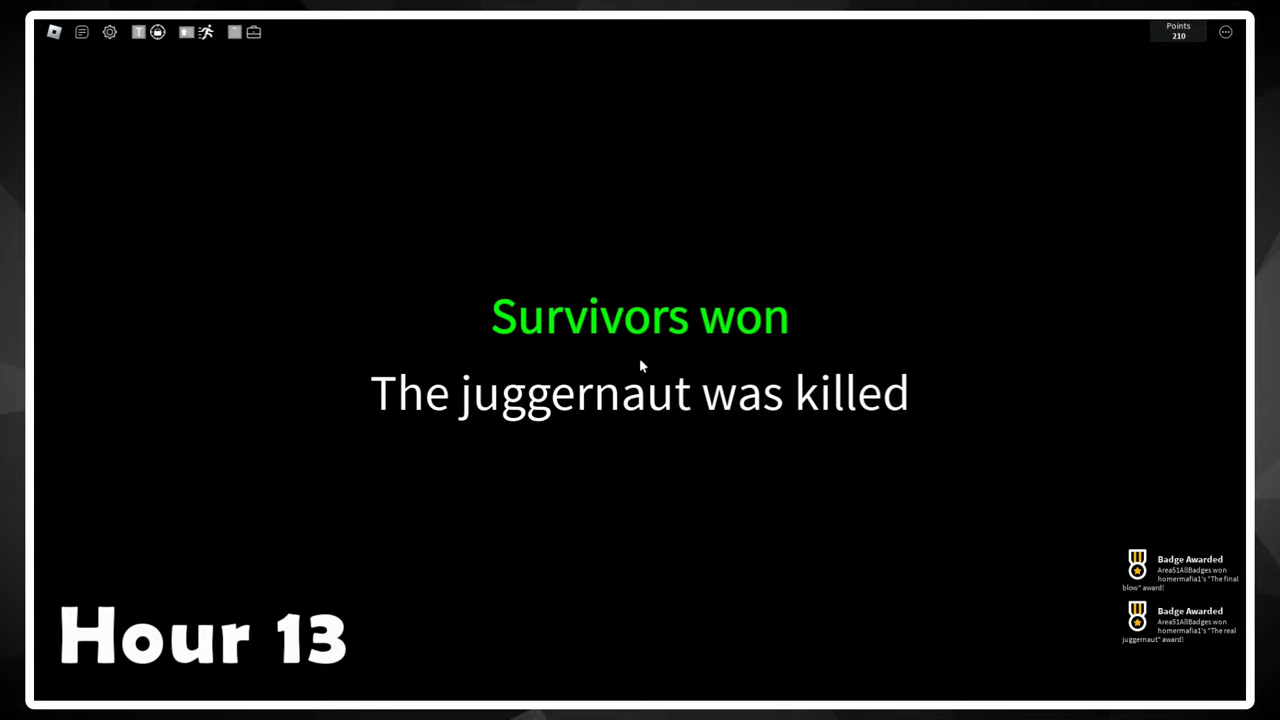 T
Points
210
Survivors won
The juggernaut was killed
Badge Awarded
Area51AllBadges won
homermafia1's "The final
blow" award!
Badge Awarded
Area51AllBadges won
homermafia1's "The real
juggernaut" award!
Hour 13